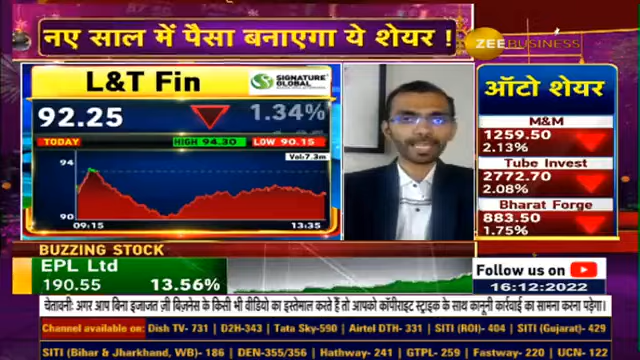 नए साल में पैसा बनाएगा ये शेयर !
ZEE BUSINESS
L&T Fin
SIGNATURE GLOBAL
92.25
1.34%
TODAY
HIGH 94.30
LOW 90.15
Vol:7.3m
94
90
09:15
13:35
ऑटो शेयर
M&M
1259.50
2.13%
Tube Invest
2772.70
2.08%
Bharat Forge
883.50
1.75%
BUZZING STOCK
EPL Ltd
190.55 13.56%
Follow us on
16:12:2022
चेतावनी: अगर आप बिना इजाजत ज़ी बिज़नेस के किसी भी वीडियो का इस्तेमाल करते हैं तो आपको कॉपीराइट स्ट्राइक के साथ कानूनी कार्रवाई का सामना करना पड़ेगा.
Channel available on: Dish TV- 731 | D2H-343 | Tata Sky-590 | Airtel DTH- 331 | SITI (ROI) - 404 | SITI (Gujarat) - 429
SITI (Bihar & Jharkhand, WB)- 186 | DEN-355/356 | Hathway- 241 | GTPL- 259 | Fastway- 220 | UCN- 122